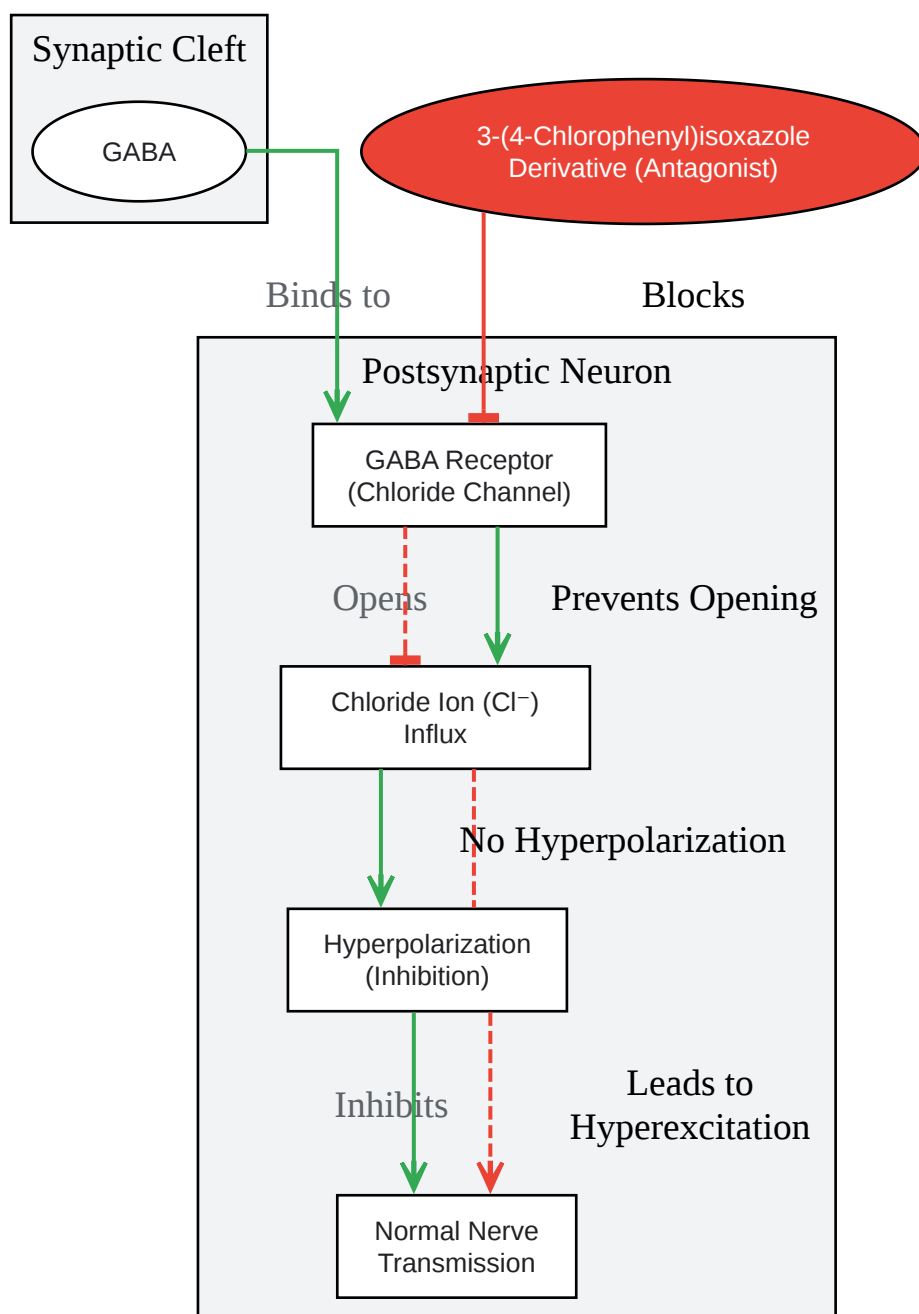 Synaptic Cleft
GABA
3-(4-Chlorophenyl)isoxazole
Derivative (Antagonist)
Binds to
Blocks
Postsynaptic Neuron
GABA Receptor
(Chloride Channel)
Opens
Prevents Opening
Chloride Ion (Cl⁻)
Influx
No Hyperpolarization
Hyperpolarization
(Inhibition)
Inhibits
Leads to
Hyperexcitation
Normal Nerve
Transmission